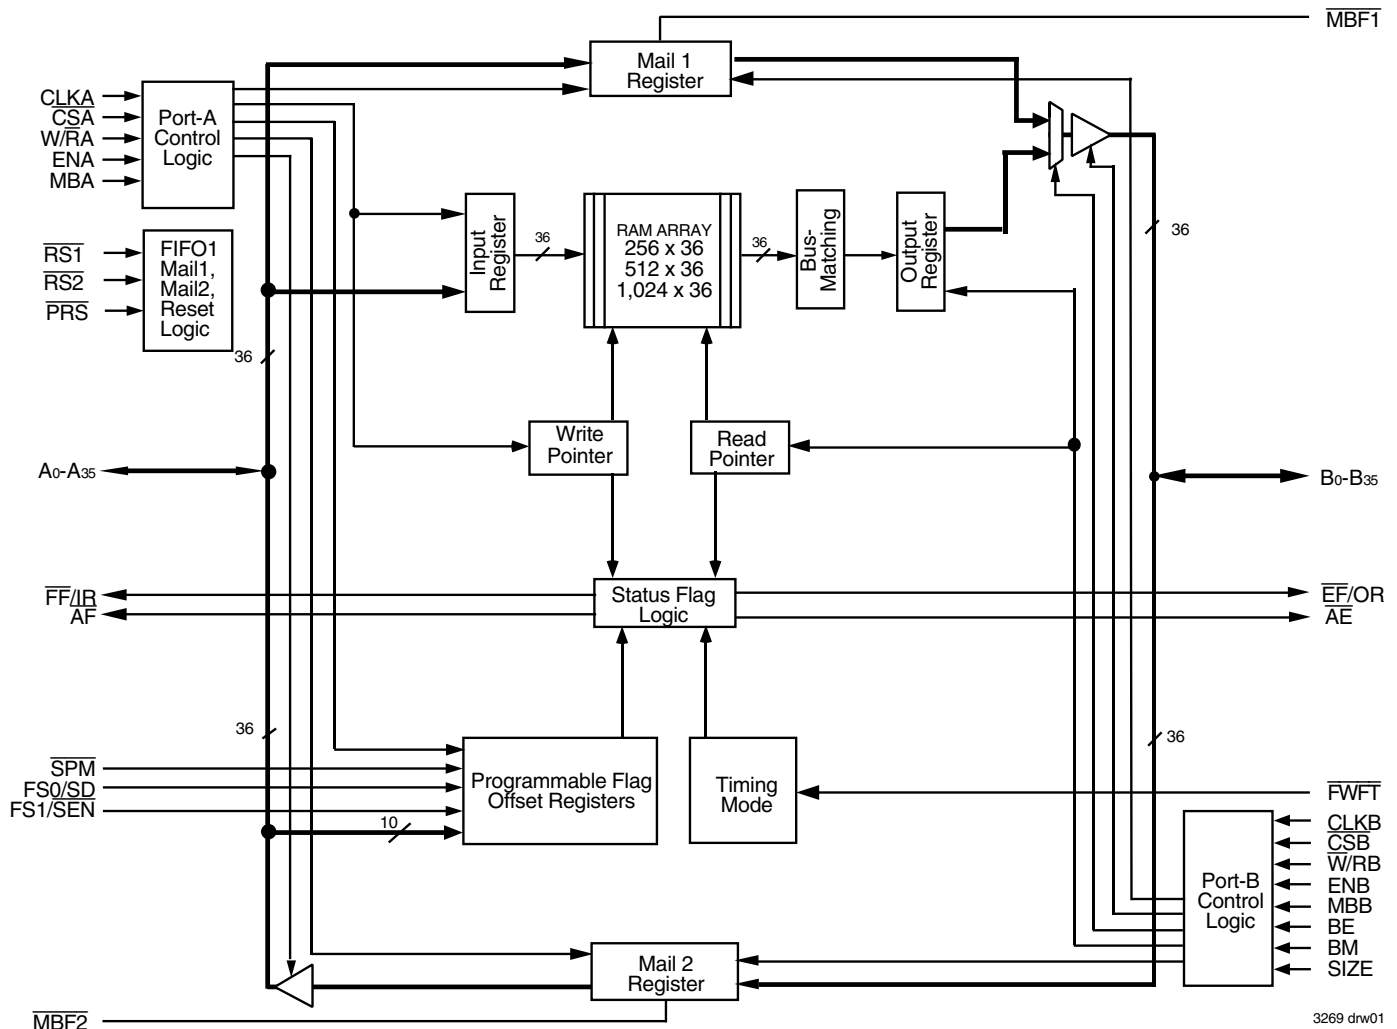 MBF1
Mail 1
Register
CLKA
CSA
W/RA
ENA
MBA
Port-A
Control
Logic
RS1
RS2
PRS
FIFO1
Mail1,
Mail2,
Reset
Logic
36
Input
Register
36
RAM ARRAY
256 x 36
512 x 36
1,024 x 36
36
Bus-
Matching
Output
Register
36
Write
Pointer
Read
Pointer
A0-A35
B0-B35
FF/IR
AF
Status Flag
Logic
EF/OR
AE
36
36
SPM
FS0/SD
FS1/SEN
10
Programmable Flag
Offset Registers
Timing
Mode
FWFT
CLKB
CSB
W/RB
ENB
MBB
BE
BM
SIZE
Port-B
Control
Logic
Mail 2
Register
MBF2
3269 drw01